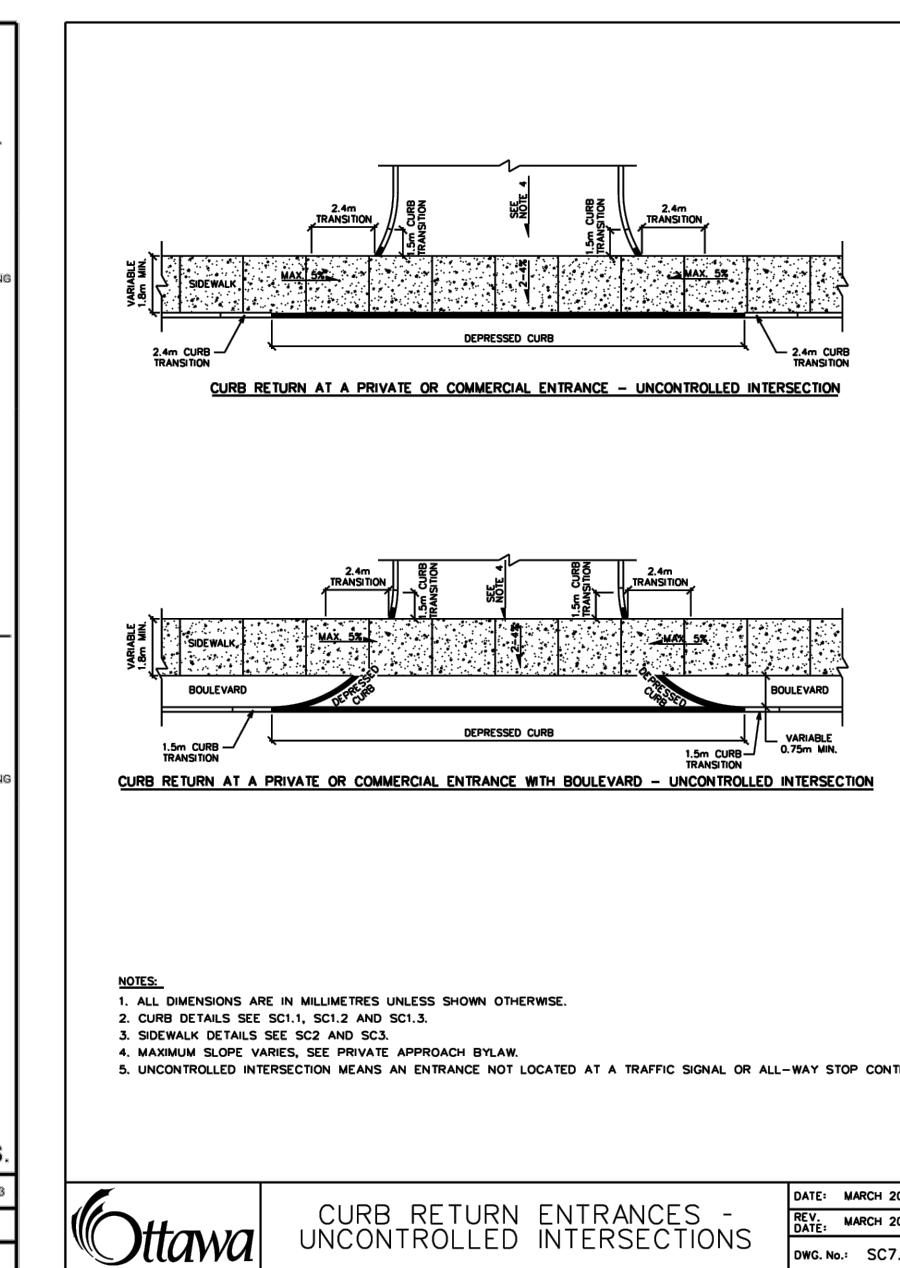 2.4m
TRANSITION
1.5m CURB
TRANSITION
SEE
NOTE 4
1.5m CURB
TRANSITION
2.4m
TRANSITION
VARIABLE
1.8m MIN.
SIDEWALK
MAX. 5%
2-4%
MAX. 5%
DEPRESSED CURB
2.4m CURB
TRANSITION
2.4m CURB
TRANSITION
CURB RETURN AT A PRIVATE OR COMMERCIAL ENTRANCE - UNCONTROLLED INTERSECTION
2.4m
TRANSITION
1.5m CURB
TRANSITION
SEE
NOTE 4
1.5m CURB
TRANSITION
2.4m
TRANSITION
VARIABLE
1.8m MIN.
SIDEWALK
MAX. 5%
2-4%
MAX. 5%
BOULEVARD
DEPRESSED
CURB
DEPRESSED
CURB
BOULEVARD
DEPRESSED CURB
1.5m CURB
TRANSITION
1.5m CURB
TRANSITION
VARIABLE
0.75m MIN.
CURB RETURN AT A PRIVATE OR COMMERCIAL ENTRANCE WITH BOULEVARD - UNCONTROLLED INTERSECTION
NOTES:
1. ALL DIMENSIONS ARE IN MILLIMETRES UNLESS SHOWN OTHERWISE.
2. CURB DETAILS SEE SC1.1, SC1.2 AND SC1.3.
3. SIDEWALK DETAILS SEE SC2 AND SC3.
4. MAXIMUM SLOPE VARIES, SEE PRIVATE APPROACH BYLAW.
5. UNCONTROLLED INTERSECTION MEANS AN ENTRANCE NOT LOCATED AT A TRAFFIC SIGNAL OR ALL-WAY STOP
Ottawa
CURB RETURN ENTRANCES -
UNCONTROLLED INTERSECTIONS
DATE: MARCH
REV.
DATE: MARCH
DWG. No.: SC7.